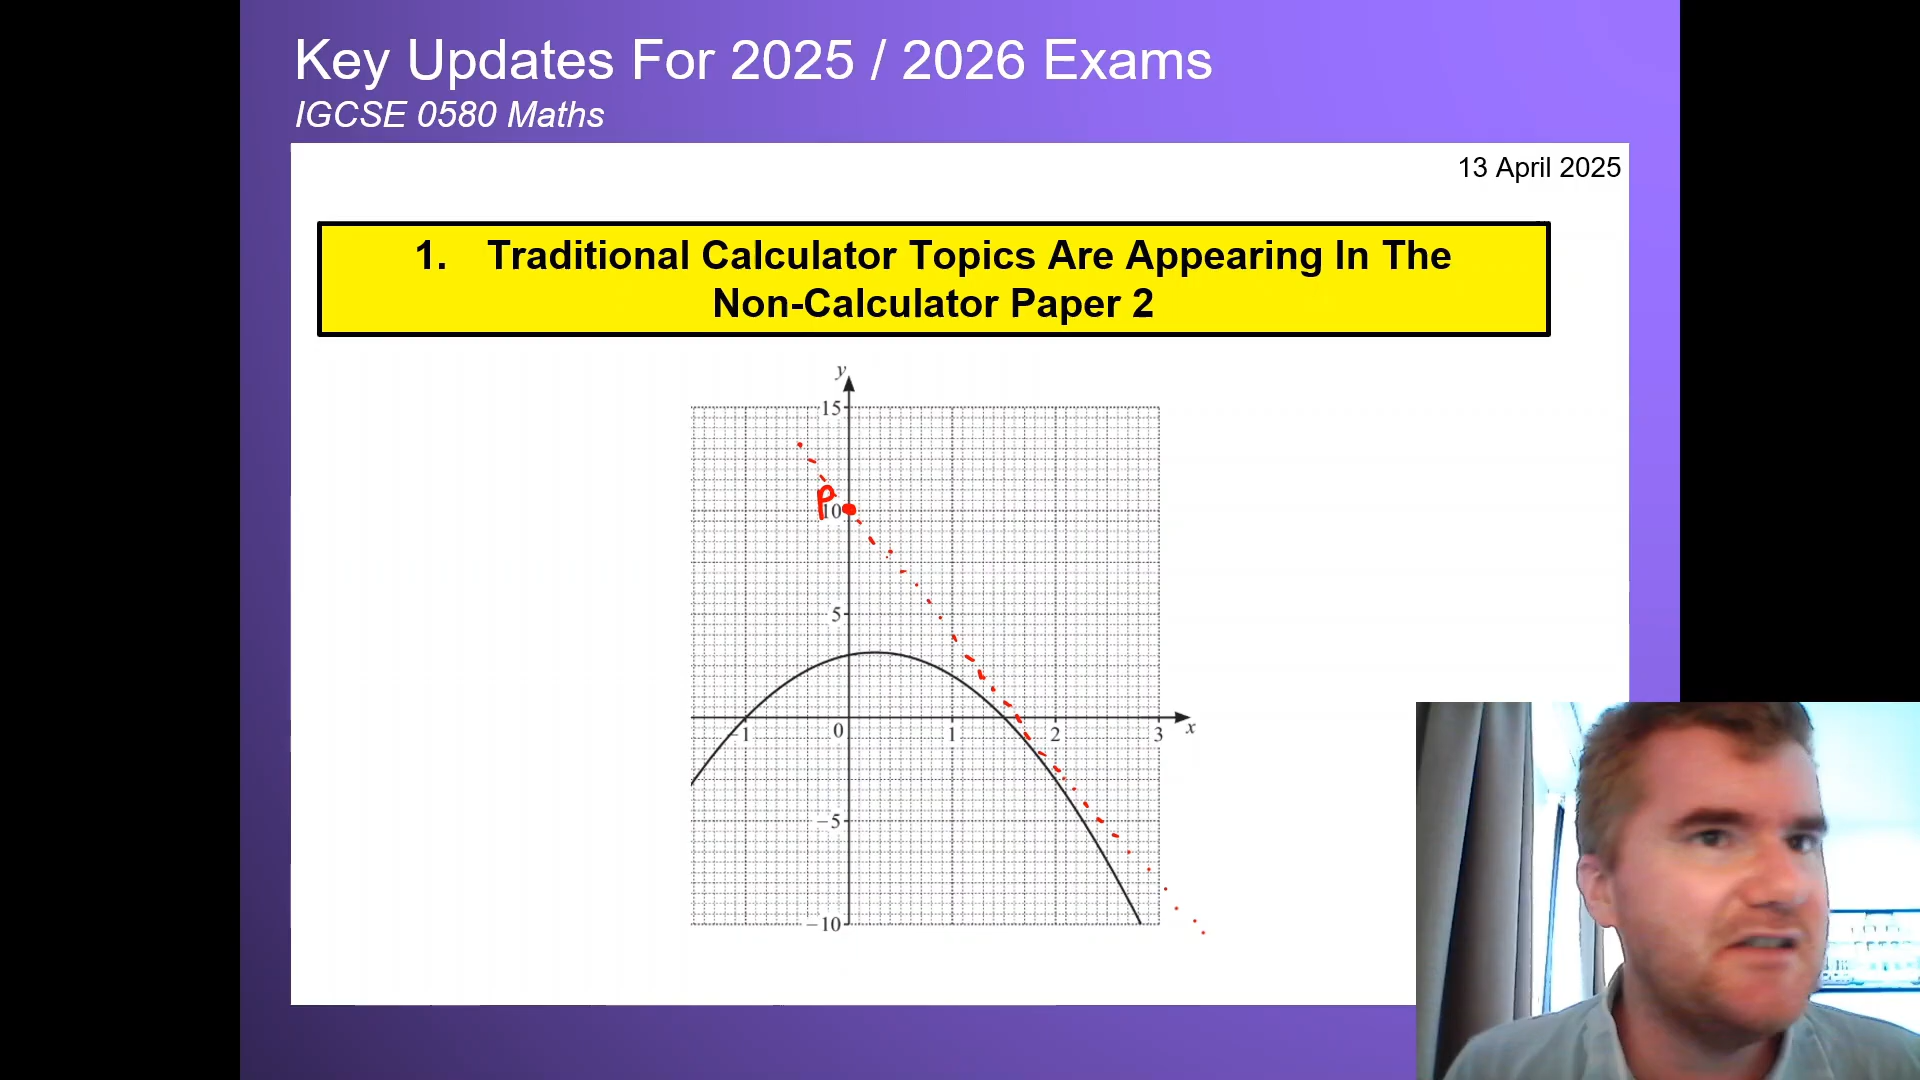 Key Updates For 2025 / 2026 Exams
IGCSE 0580 Maths
13 April 2025
1. Traditional Calculator Topics Are Appearing In The
Non-Calculator Paper 2
y
15
P
10
5
-1 0 1 2 3 x
−5
−10